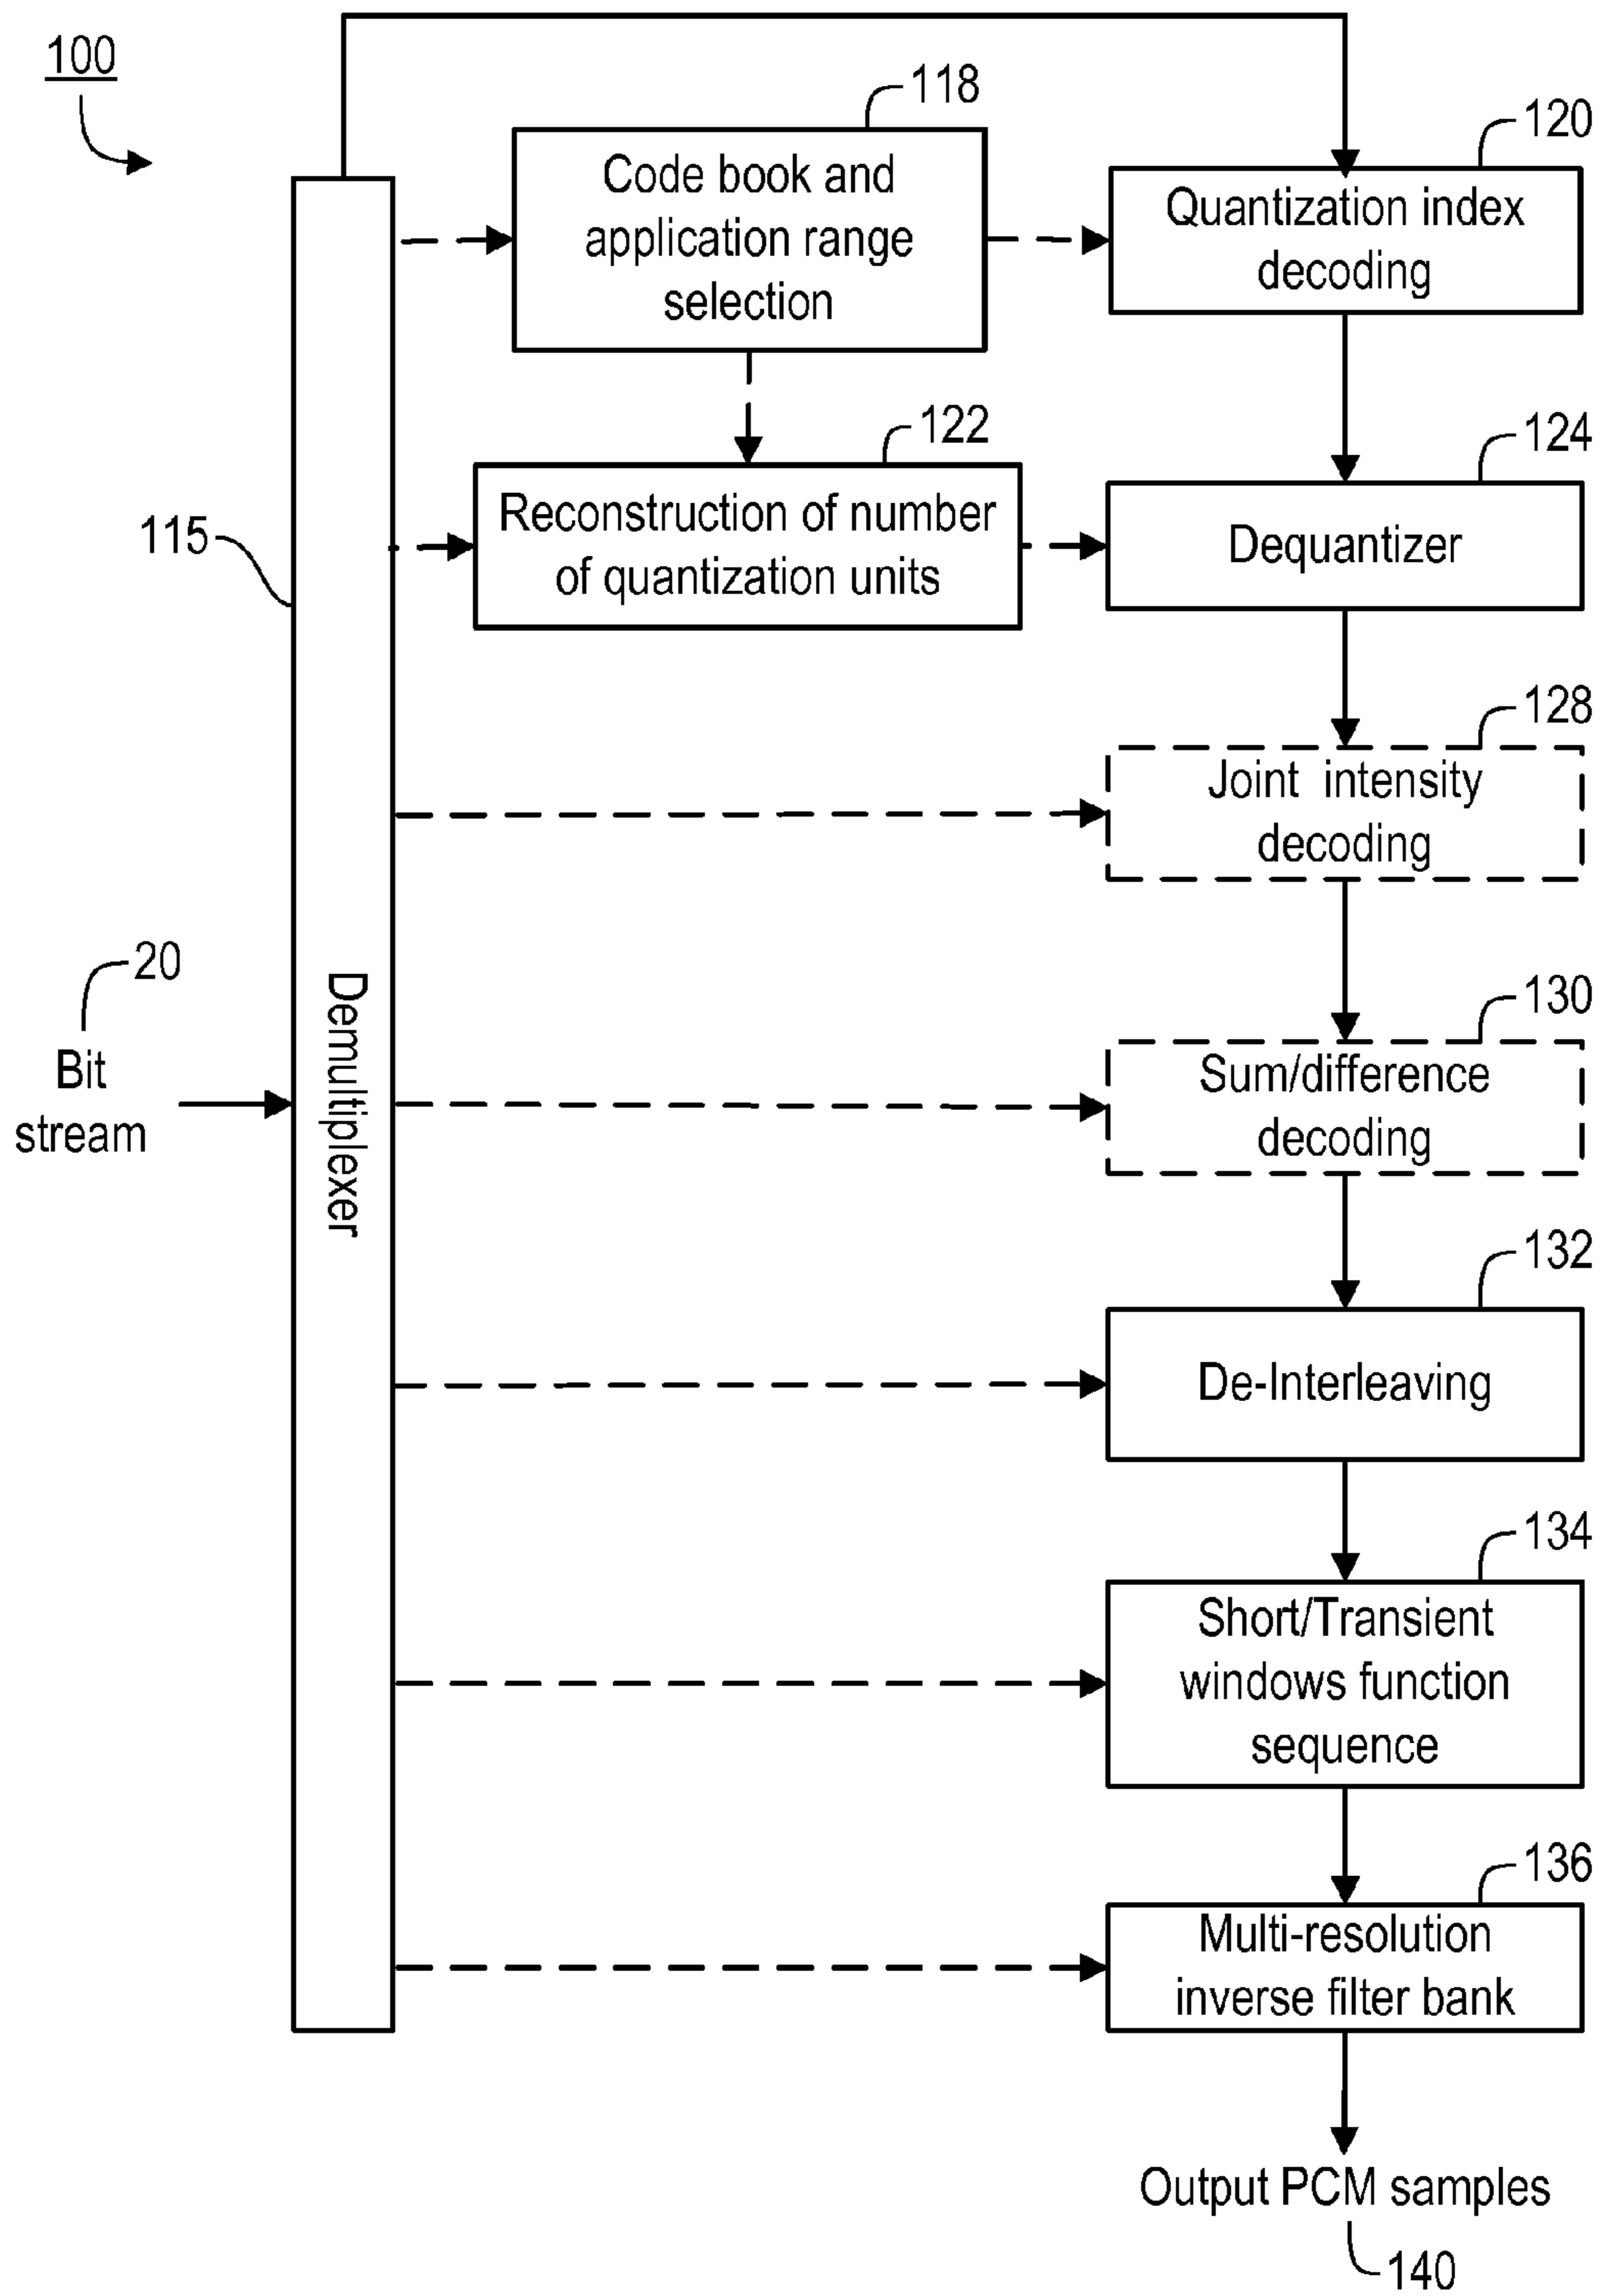 100
118
Code book and
application range
selection
120
Quantization index
decoding
122
Reconstruction of number
of quantization units
124
Dequantizer
115
128
Joint intensity
decoding
20
Bit
stream
Demultiplexer
130
Sum/difference
decoding
132
De-Interleaving
134
Short/Transient
windows function
sequence
136
Multi-resolution
inverse filter bank
Output PCM samples
140